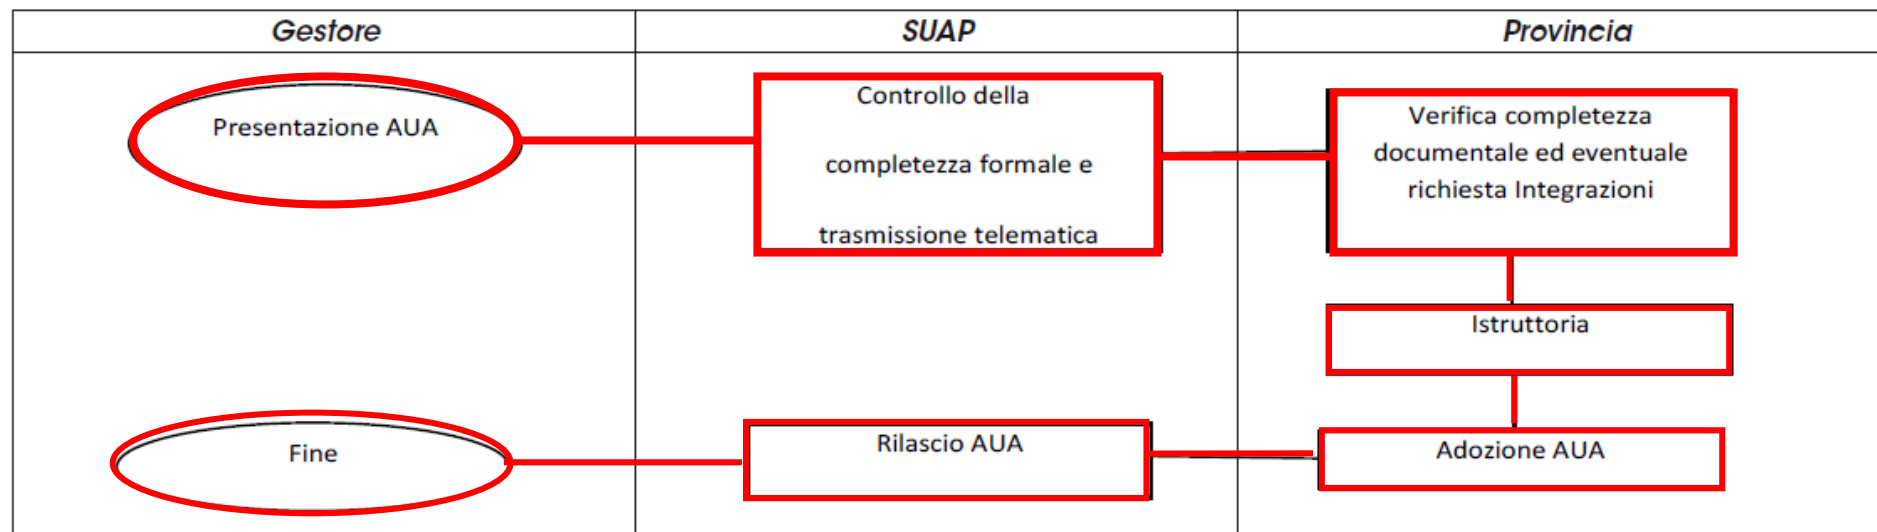 Gestore
SUAP
Provincia
Presentazione AUA
Controllo della
completezza formale e
trasmissione telematica
Verifica completezza
documentale ed eventuale
richiesta Integrazioni
Istruttoria
Adozione AUA
Rilascio AUA
Fine